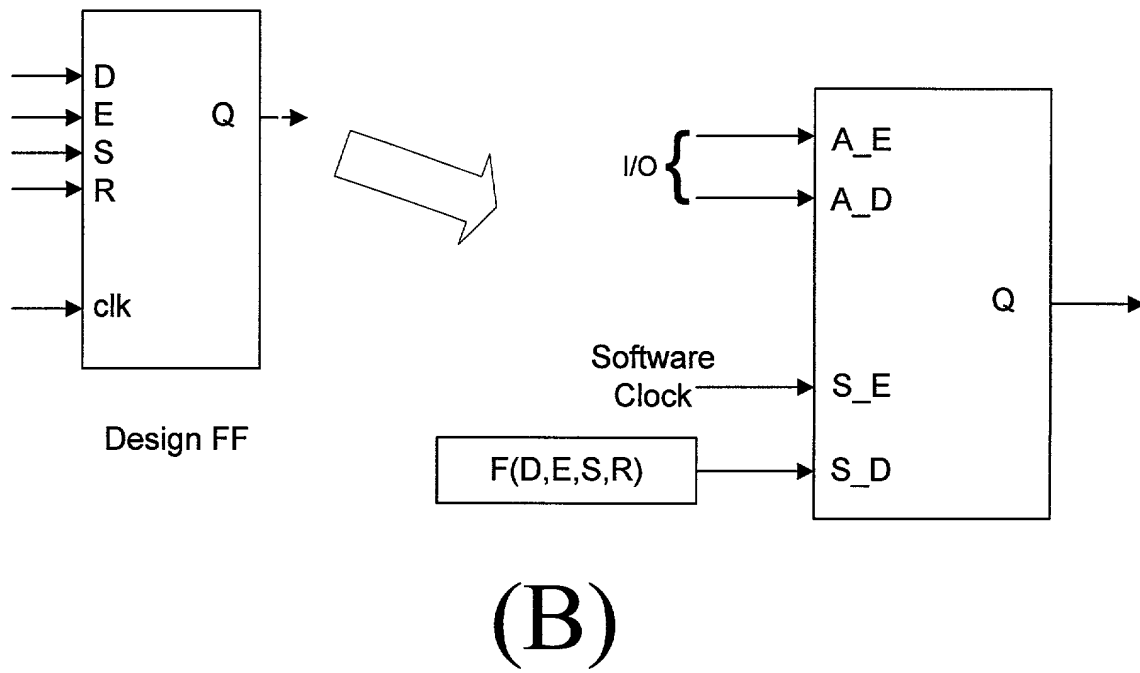 D
E
S
R
Q
clk
Design FF
I/O {
A_E
A_D
Q
Software
Clock
S_E
F(D,E,S,R)
S_D
(B)